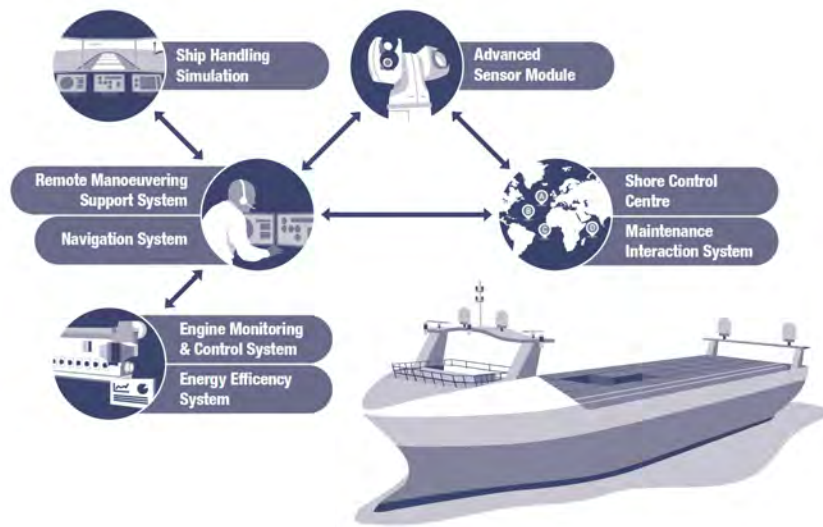 Ship Handling
Simulation
Advanced
Sensor Module
Remote Manoeuvering
Support System
Navigation System
Shore Control
Centre
Maintenance
Interaction System
A
B
C
D
Engine Monitoring
& Control System
Energy Efficency
System